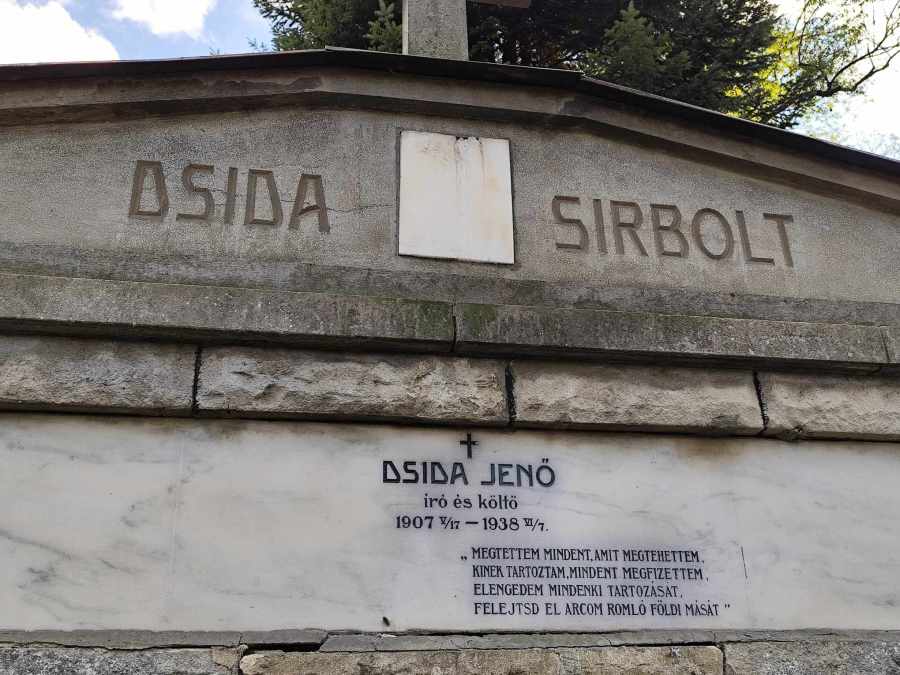 DSIDA SIRBOLT
DSIDA JENŐ
író és költő
1907 V/17 — 1938 VI/7.
„MEGTETTEM MINDENT, AMIT MEGTEHETTEM,
KINEK TARTOZTAM, MINDENT MEGFIZETTEM,
ELENGEDEM MINDENKI TARTOZÁSÁT,
FELEJTSD EL ARCOM ROMLÓ FÖLDI MÁSÁT"